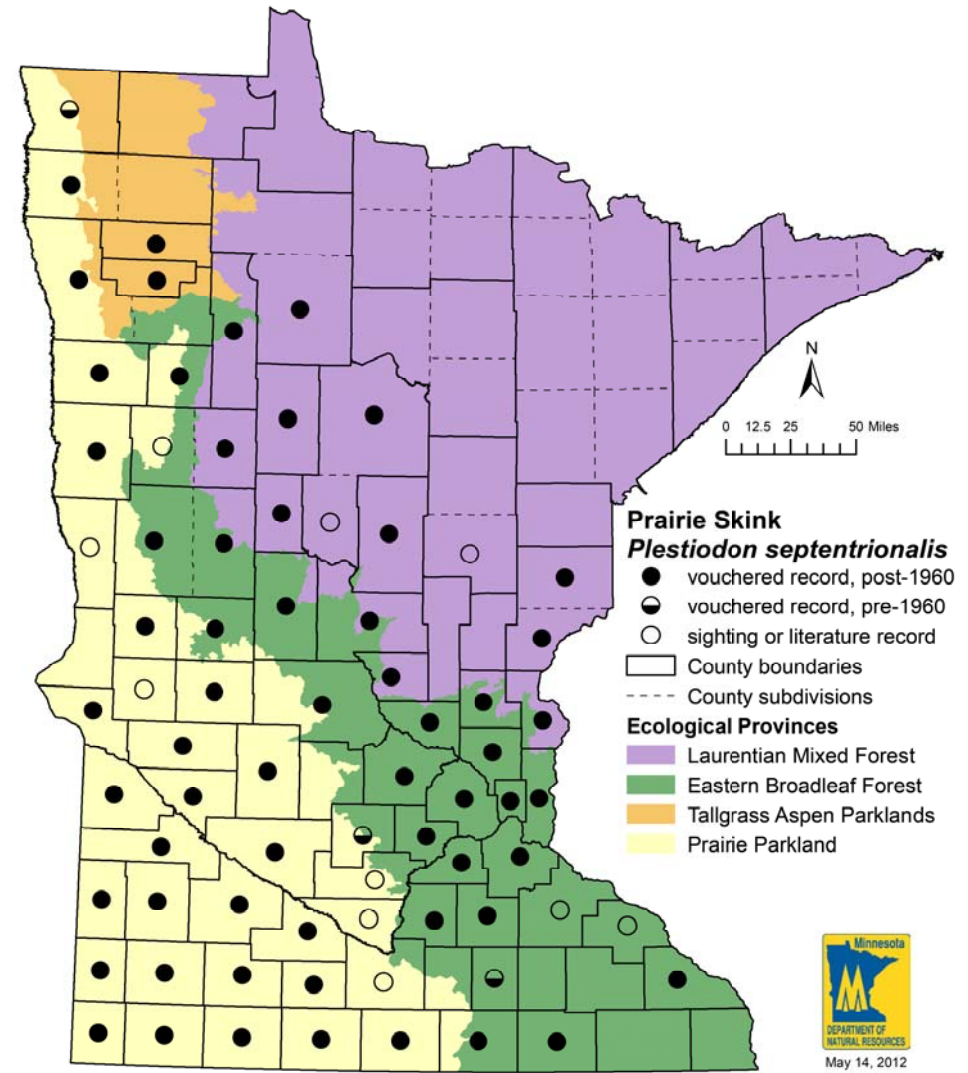 N
0 12.5 25 50 Miles
Prairie Skink
Plestiodon septentrionalis
vouchered record, post-1960
vouchered record, pre-1960
sighting or literature record
County boundaries
County subdivisions
Ecological Provinces
Laurentian Mixed Forest
Eastern Broadleaf Forest
Tallgrass Aspen Parklands
Prairie Parkland
Minnesota
M
DEPARTMENT OF
NATURAL RESOURCES
May 14, 2012